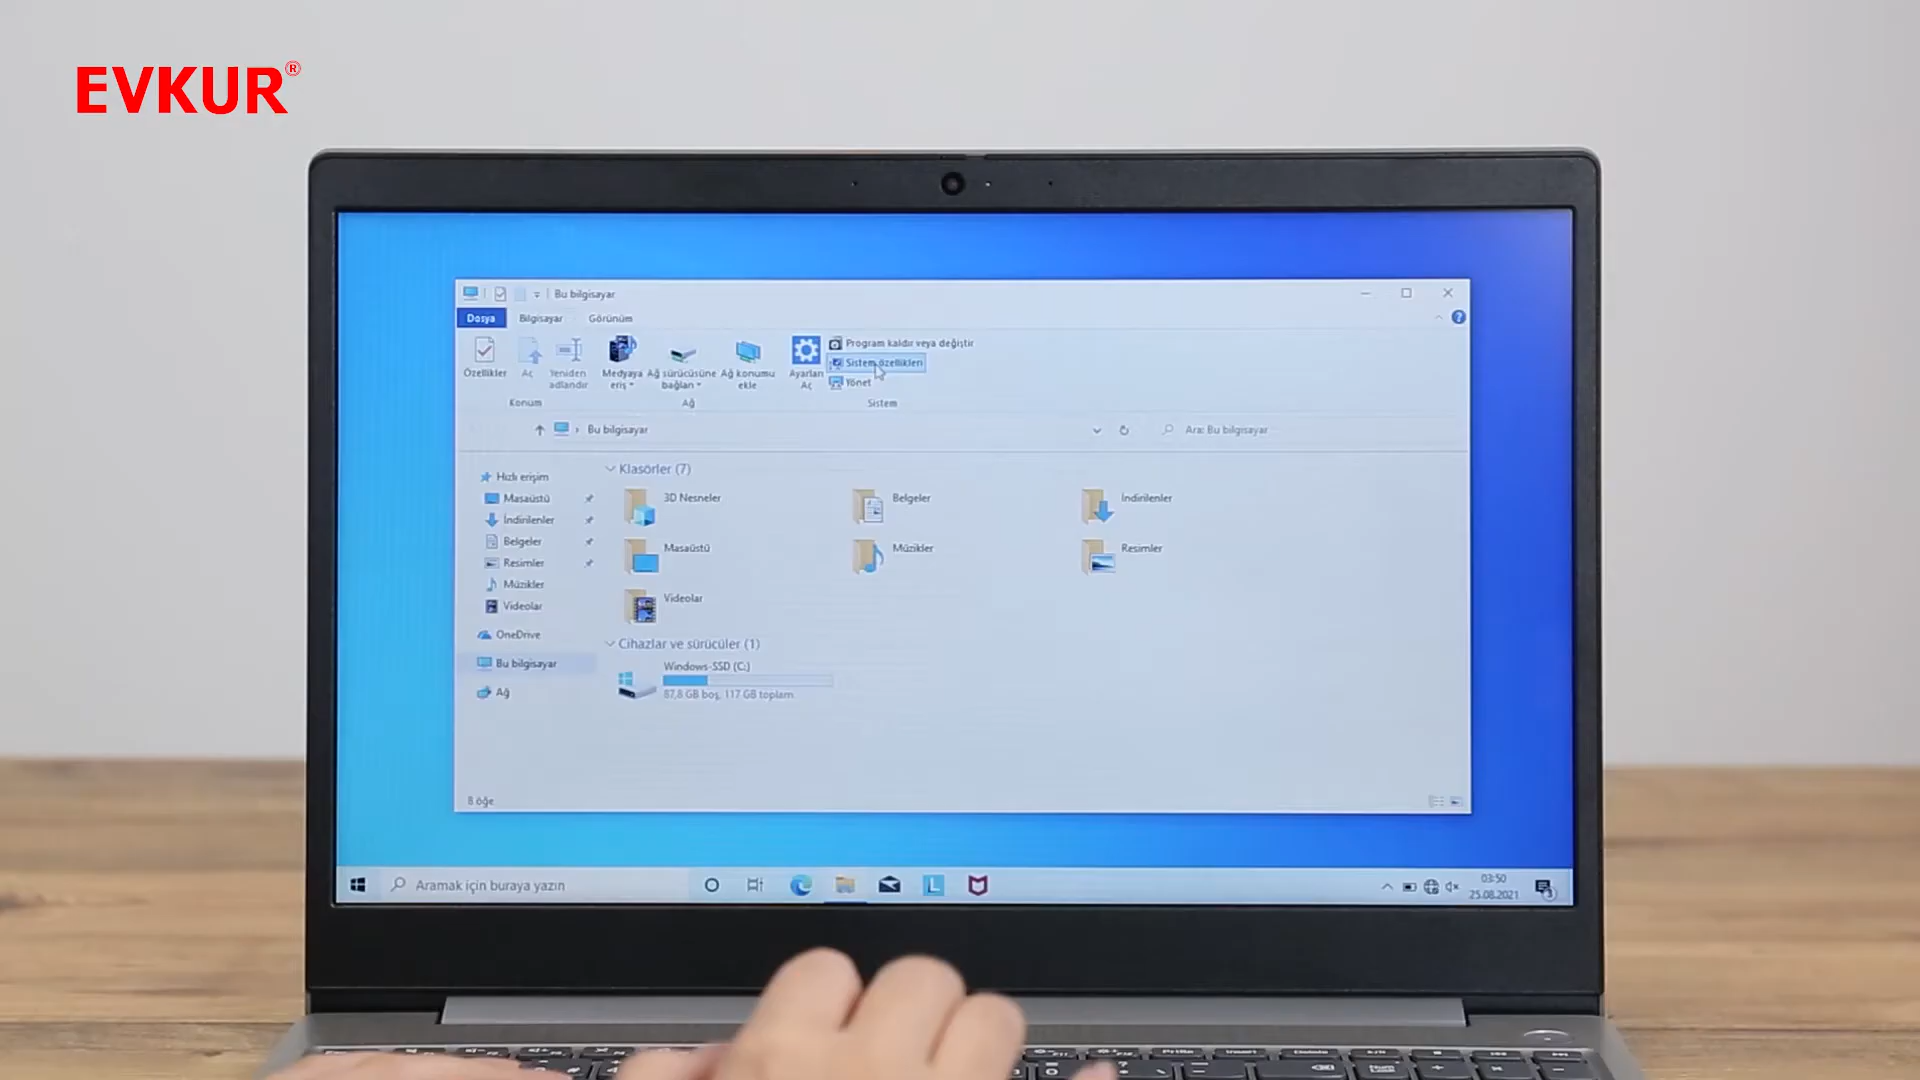 EVKUR®
Bu bilgisayar
Dosya Bilgisayar Görünüm
Özellikler
Aç
Yeniden adlandır
Medyaya eriş
Ağ sürücüsüne bağlan
Ağ konumu ekle
Ayarları Aç
Program kaldır veya değiştir
Sistem özellikleri
Yönet
Konum
Ağ
Sistem
Bu bilgisayar
Ara: Bu bilgisayar
Hızlı erişim
Masaüstü
İndirilenler
Belgeler
Resimler
Müzikler
Videolar
OneDrive
Bu bilgisayar
Ağ
Klasörler (7)
3D Nesneler
Belgeler
İndirilenler
Masaüstü
Müzikler
Resimler
Videolar
Cihazlar ve sürücüler (1)
Windows-SSD (C:)
87,8 GB boş, 117 GB toplam
8 öğe
Aramak için buraya yazın
L
03:50
25.08.2021
3